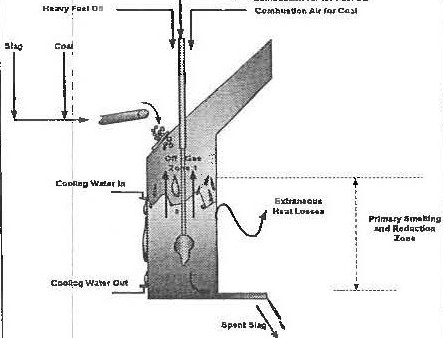 Heavy Fuel Oil
Combustion Air for Coal
Slag
Coal
Off Gas
Zone 1
Cooling Water In
Extraneous
Heat Losses
Primary Smelting
and Reduction
Zone
Cooling Water Out
Spent Slag